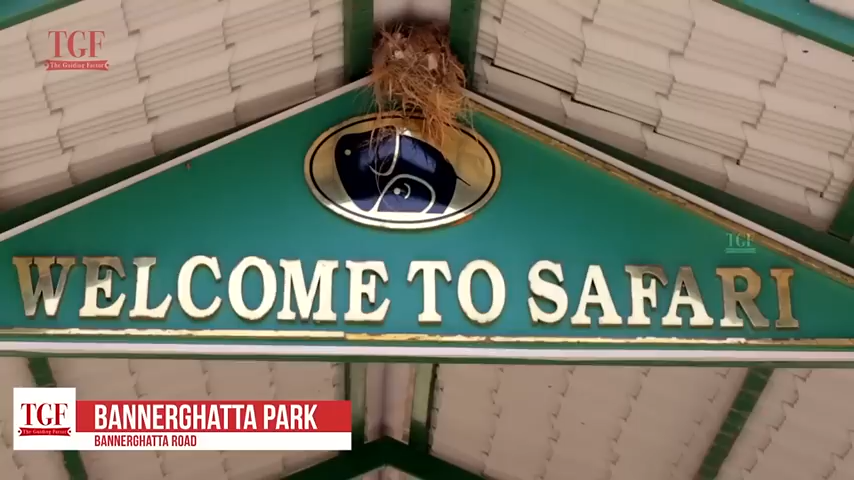 TGF
The Guiding Factor
TGF
WELCOME TO SAFARI
TGF
The Guiding Factor
BANNERGHATTA PARK
BANNERGHATTA ROAD